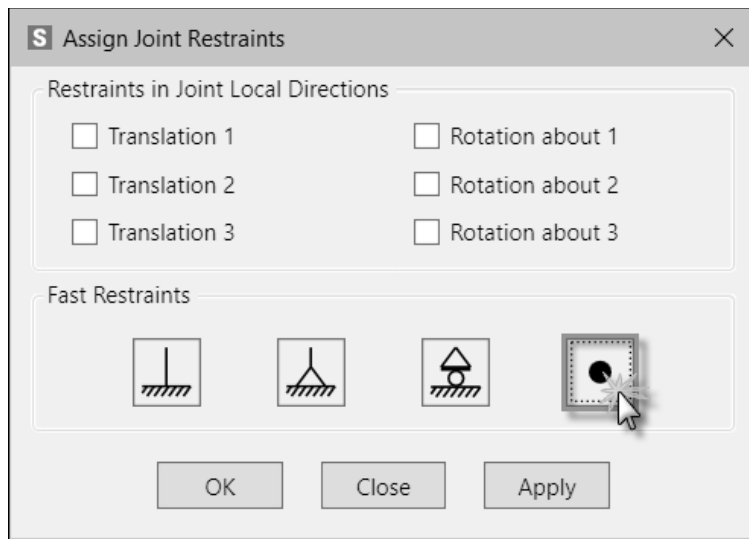 S Assign Joint Restraints
Restraints in Joint Local Directions
Translation 1
Rotation about 1
Translation 2
Rotation about 2
Translation 3
Rotation about 3
Fast Restraints
OK Close Apply